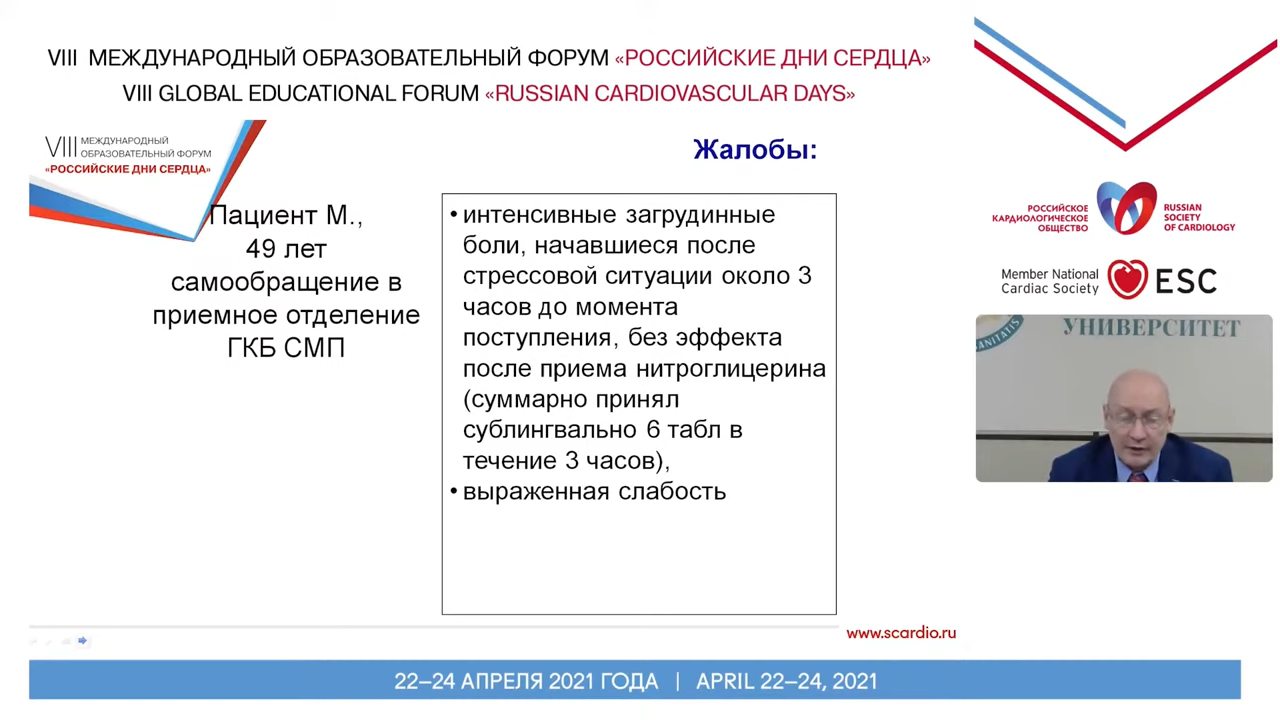 VIII МЕЖДУНАРОДНЫЙ ОБРАЗОВАТЕЛЬНЫЙ ФОРУМ «РОССИЙСКИЕ ДНИ СЕРДЦА»
VIII GLOBAL EDUCATIONAL FORUM «RUSSIAN CARDIOVASCULAR DAYS»
VIII МЕЖДУНАРОДНЫЙ
ОБРАЗОВАТЕЛЬНЫЙ ФОРУМ
«РОССИЙСКИЕ ДНИ СЕРДЦА»
Пациент М.,
49 лет
самообращение в
приемное отделение
ГКБ СМП
Жалобы:
• интенсивные загрудинные
боли, начавшиеся после
стрессовой ситуации около 3
часов до момента
поступления, без эффекта
после приема нитроглицерина
(суммарно принял
сублингвально 6 табл в
течение 3 часов),
• выраженная слабость
РОССИЙСКОЕ
КАРДИОЛОГИЧЕСКОЕ
ОБЩЕСТВО
RUSSIAN
SOCIETY
OF CARDIOLOGY
Member National
Cardiac Society
ESC
УНИВЕРСИТЕТ
www.scardio.ru
22–24 АПРЕЛЯ 2021 ГОДА | APRIL 22–24, 2021